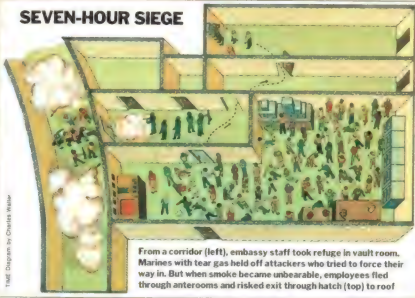 SEVEN-HOUR SIEGE
TIME Diagram by Charles Waller
From a corridor (left), embassy staff took refuge in vault room.
Marines with tear gas held off attackers who tried to force their
way in. But when smoke became unbearable, employees fled
through anterooms and risked exit through hatch (top) to roof